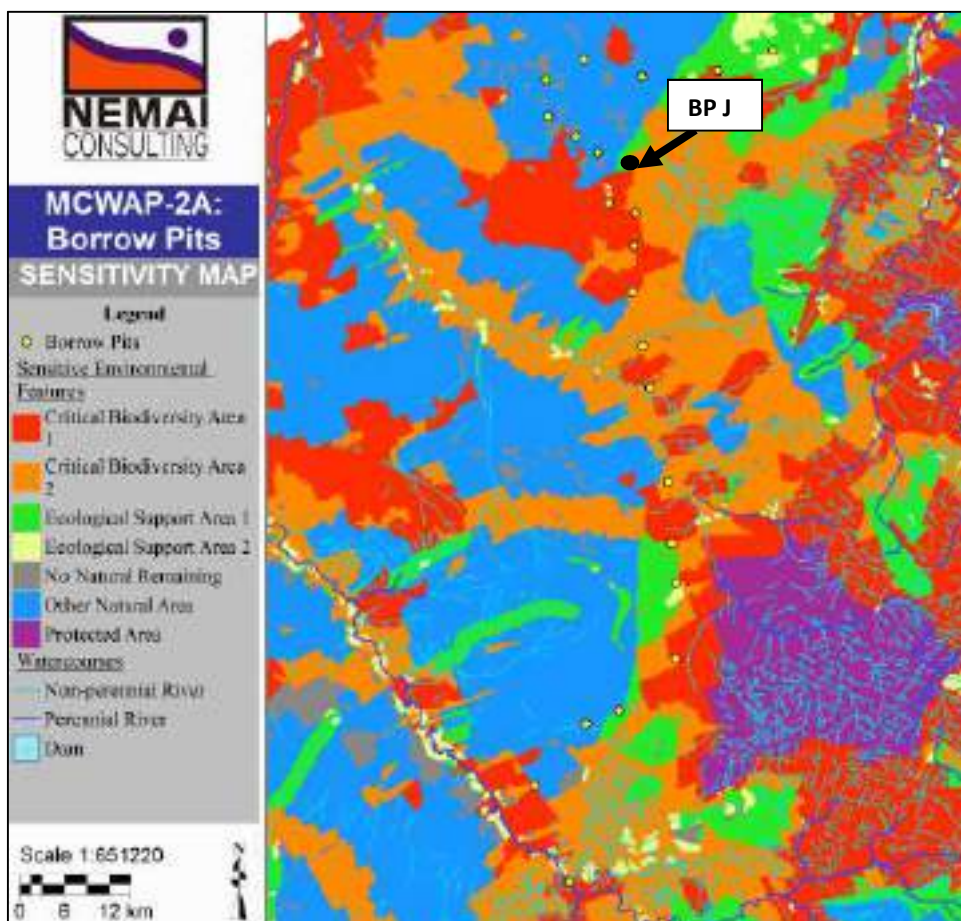 NEMAI
CONSULTING
MCWAP-2A:
Borrow Pits
SENSITIVITY MAP
Legend
Borrow Pits
Sensitive Environmental
Features
Critical Biodiversity Area
1
Critical Biodiversity Area
2
Ecological Support Area 1
Ecological Support Area 2
No Natural Remaining
Other Natural Area
Protected Area
Watercourses
Non-perennial River
Perennial River
Dam
Scale 1:651220
0 6 12 km
BP J